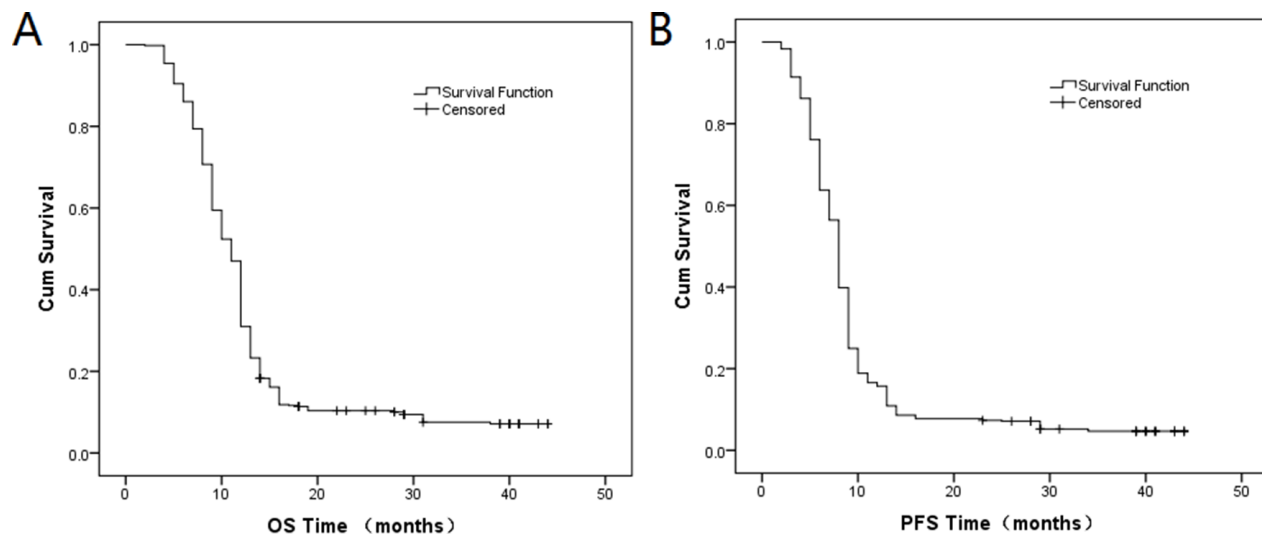 A
1.0
0.8
0.6
0.4
0.2
0.0
Cum Survival
Survival Function
Censored
0
10
20
30
40
50
OS Time （months）
B
1.0
0.8
0.6
0.4
0.2
0.0
Cum Survival
Survival Function
Censored
0
10
20
30
40
50
PFS Time（months）